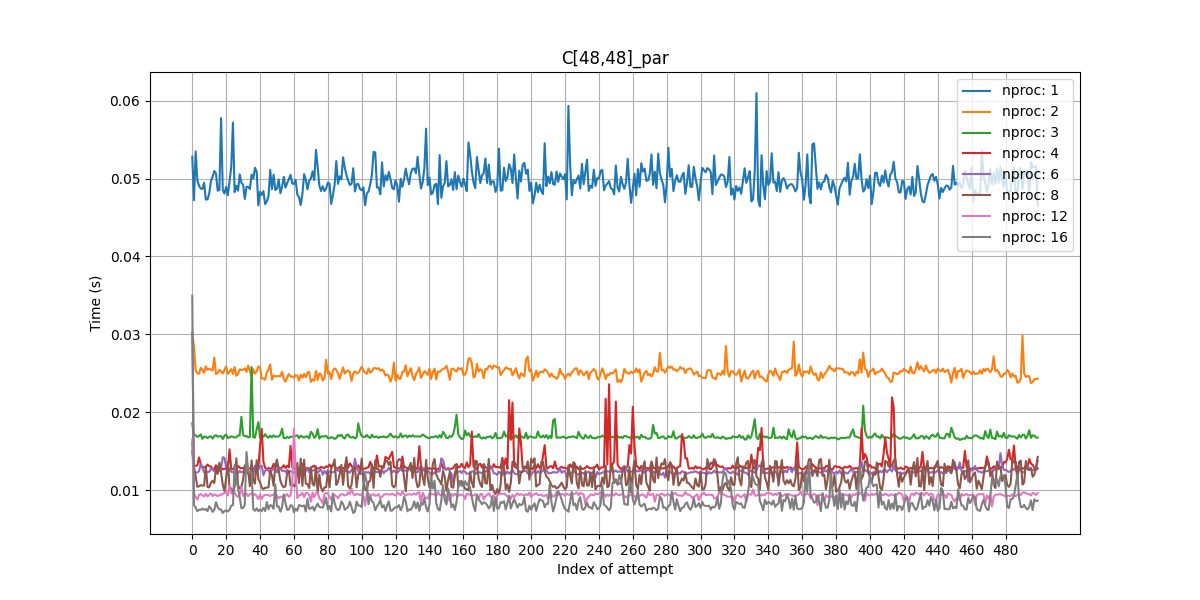 C[48,48]_par
nproc: 1
nproc: 2
nproc: 3
nproc: 4
nproc: 6
nproc: 8
nproc: 12
nproc: 16
Time (s)
0.06
0.05
0.04
0.03
0.02
0.01
0 20 40 60 80 100 120 140 160 180 200 220 240 260 280 300 320 340 360 380 400 420 440 460 480
Index of attempt